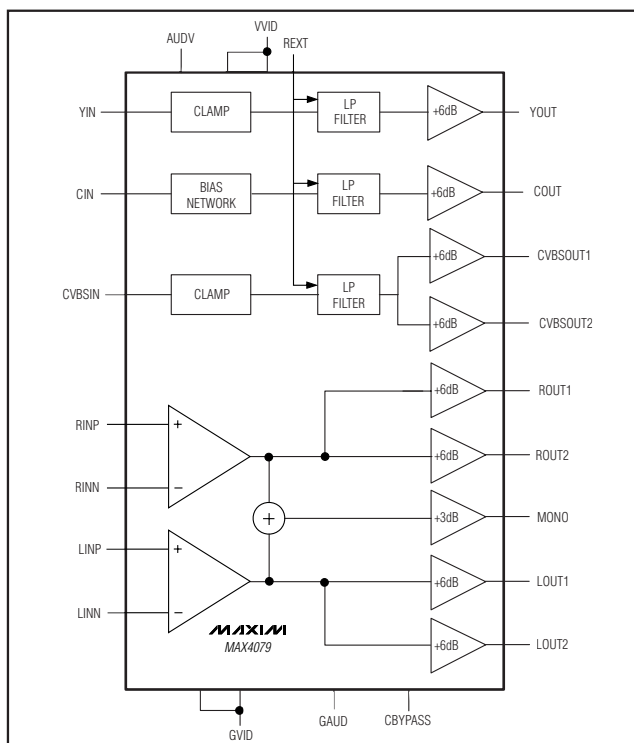 VVID
AUDV
REXT
YIN
CLAMP
LP
FILTER
+6dB
YOUT
CIN
BIAS
NETWORK
LP
FILTER
+6dB
COUT
+6dB
CVBSOUT1
CVBSIN
CLAMP
LP
FILTER
+6dB
CVBSOUT2
+6dB
ROUT1
RINP
+
+6dB
ROUT2
RINN
−
+
+3dB
MONO
LINP
+
+6dB
LOUT1
LINN
−
MAXIM
MAX4079
+6dB
LOUT2
GVID
GAUD
CBYPASS